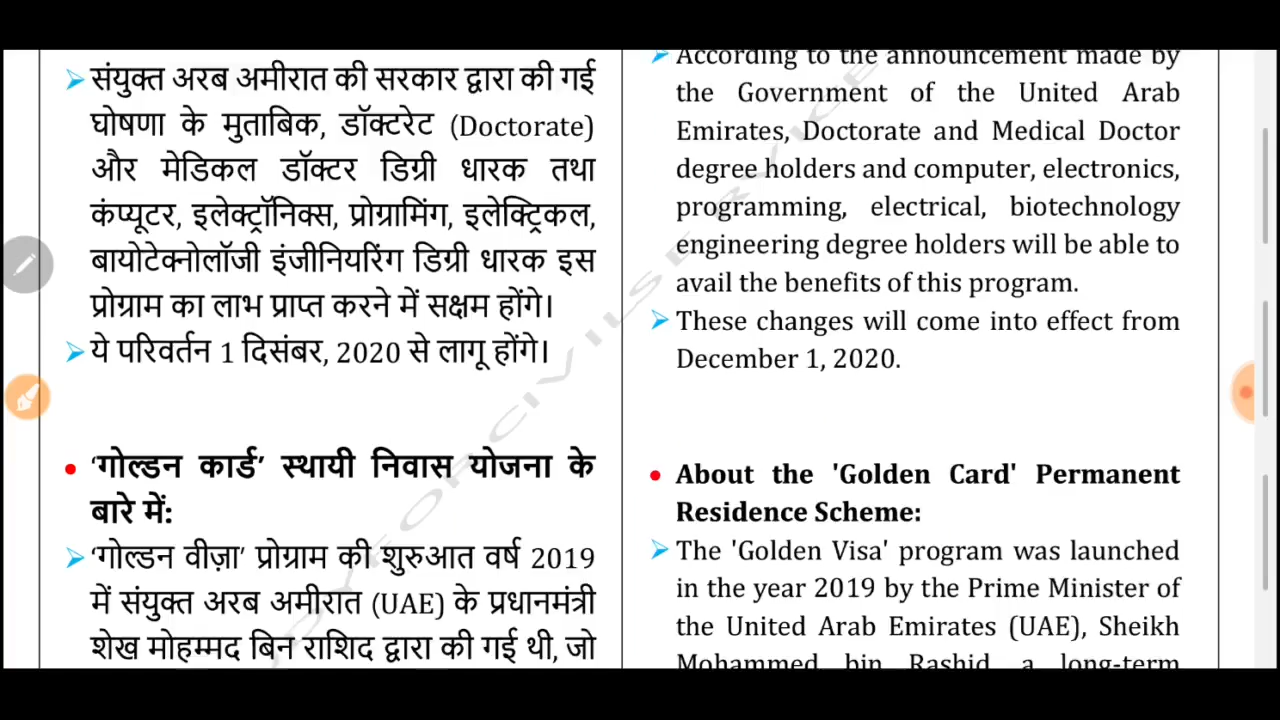 संयुक्त अरब अमीरात की सरकार द्वारा की गई
घोषणा के मुताबिक, डॉक्टरेट (Doctorate)
और मेडिकल डॉक्टर डिग्री धारक तथा
कंप्यूटर, इलेक्ट्रॉनिक्स, प्रोग्रामिंग, इलेक्ट्रिकल,
बायोटेक्नोलॉजी इंजीनियरिंग डिग्री धारक इस
प्रोग्राम का लाभ प्राप्त करने में सक्षम होंगे।
ये परिवर्तन 1 दिसंबर, 2020 से लागू होंगे।
‘गोल्डन कार्ड’ स्थायी निवास योजना के
बारे में:
‘गोल्डन वीज़ा’ प्रोग्राम की शुरुआत वर्ष 2019
में संयुक्त अरब अमीरात (UAE) के प्रधानमंत्री
शेख मोहम्मद बिन राशिद द्वारा की गई थी, जो
According to the announcement made by
the Government of the United Arab
Emirates, Doctorate and Medical Doctor
degree holders and computer, electronics,
programming, electrical, biotechnology
engineering degree holders will be able to
avail the benefits of this program.
These changes will come into effect from
December 1, 2020.
About the 'Golden Card' Permanent
Residence Scheme:
The 'Golden Visa' program was launched
in the year 2019 by the Prime Minister of
the United Arab Emirates (UAE), Sheikh
Mohammed bin Rashid, a long-term